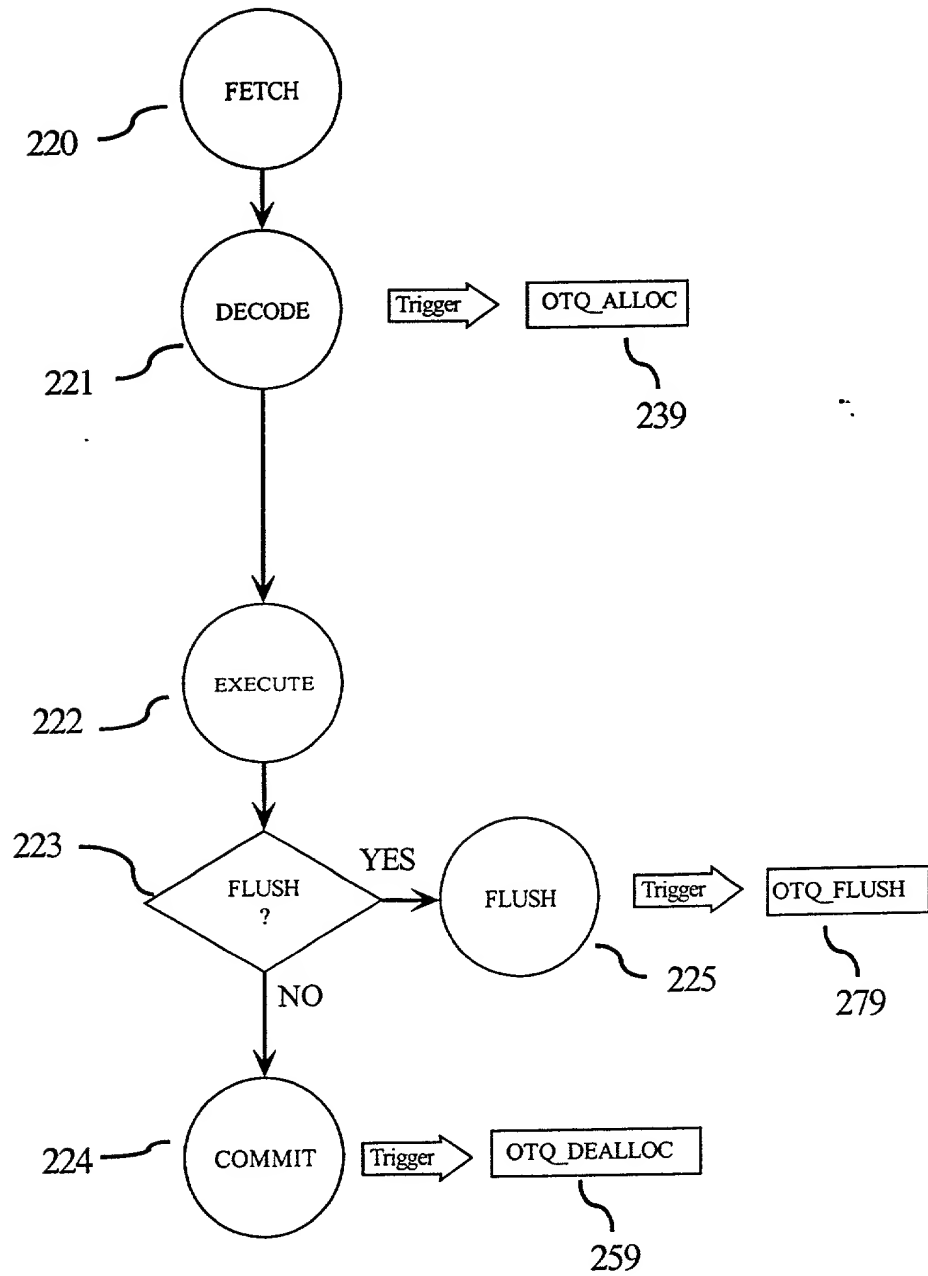 FETCH
220
DECODE
Trigger
OTQ_ALLOC
221
239
EXECUTE
222
223
YES
FLUSH
?
FLUSH
Trigger
OTQ_FLUSH
225
279
NO
COMMIT
Trigger
OTQ_DEALLOC
224
259